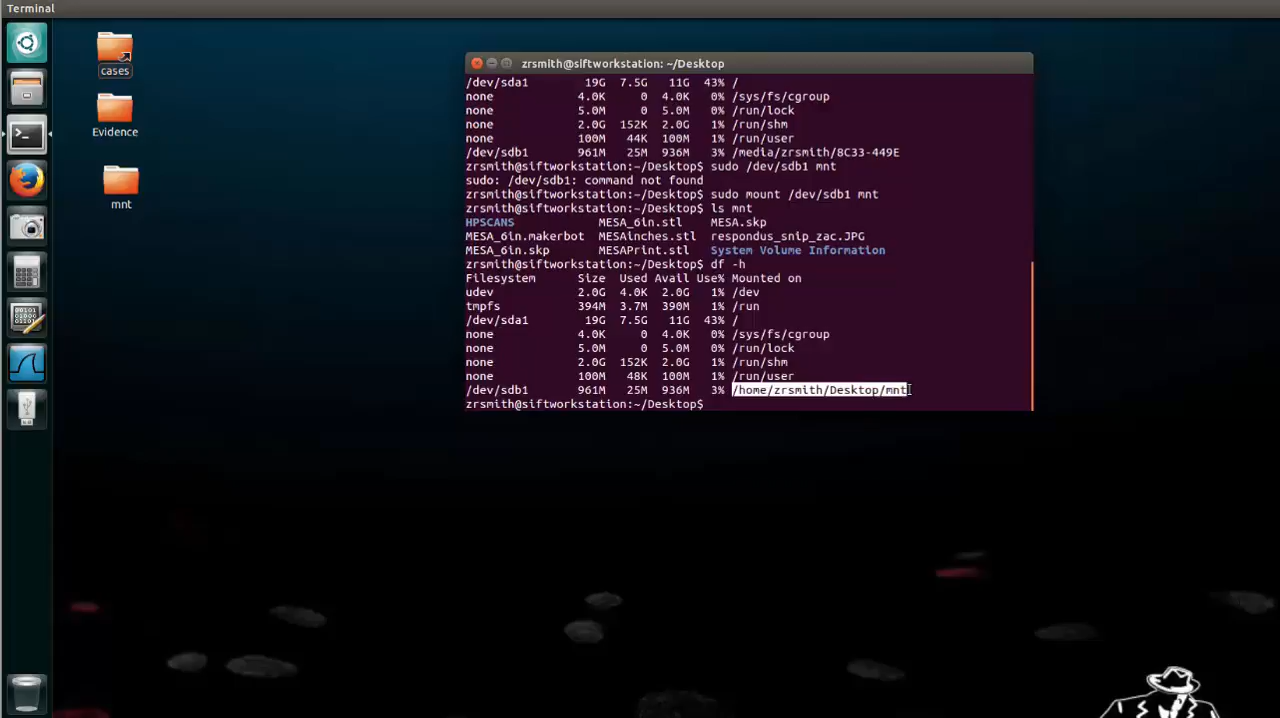 Terminal
cases
Evidence
mnt
zrsmith@siftworkstation: ~/Desktop
/dev/sda1 19G 7.5G 11G 43% /
none 4.0K 0 4.0K 0% /sys/fs/cgroup
none 5.0M 0 5.0M 0% /run/lock
none 2.0G 152K 2.0G 1% /run/shm
none 100M 44K 100M 1% /run/user
/dev/sdb1 961M 25M 936M 3% /media/zrsmith/8C33-449E
zrsmith@siftworkstation:~/Desktop$ sudo /dev/sdb1 mnt
sudo: /dev/sdb1: command not found
zrsmith@siftworkstation:~/Desktop$ sudo mount /dev/sdb1 mnt
zrsmith@siftworkstation:~/Desktop$ ls mnt
HPSCANS MESA_6in.stl MESA.skp
MESA_6in.makerbot MESAinches.stl respondus_snip_zac.JPG
MESA_6in.skp MESAPrint.stl System Volume Information
zrsmith@siftworkstation:~/Desktop$ df -h
Filesystem Size Used Avail Use% Mounted on
udev 2.0G 4.0K 2.0G 1% /dev
tmpfs 394M 3.7M 390M 1% /run
/dev/sda1 19G 7.5G 11G 43% /
none 4.0K 0 4.0K 0% /sys/fs/cgroup
none 5.0M 0 5.0M 0% /run/lock
none 2.0G 152K 2.0G 1% /run/shm
none 100M 48K 100M 1% /run/user
/dev/sdb1 961M 25M 936M 3% /home/zrsmith/Desktop/mnt
zrsmith@siftworkstation:~/Desktop$